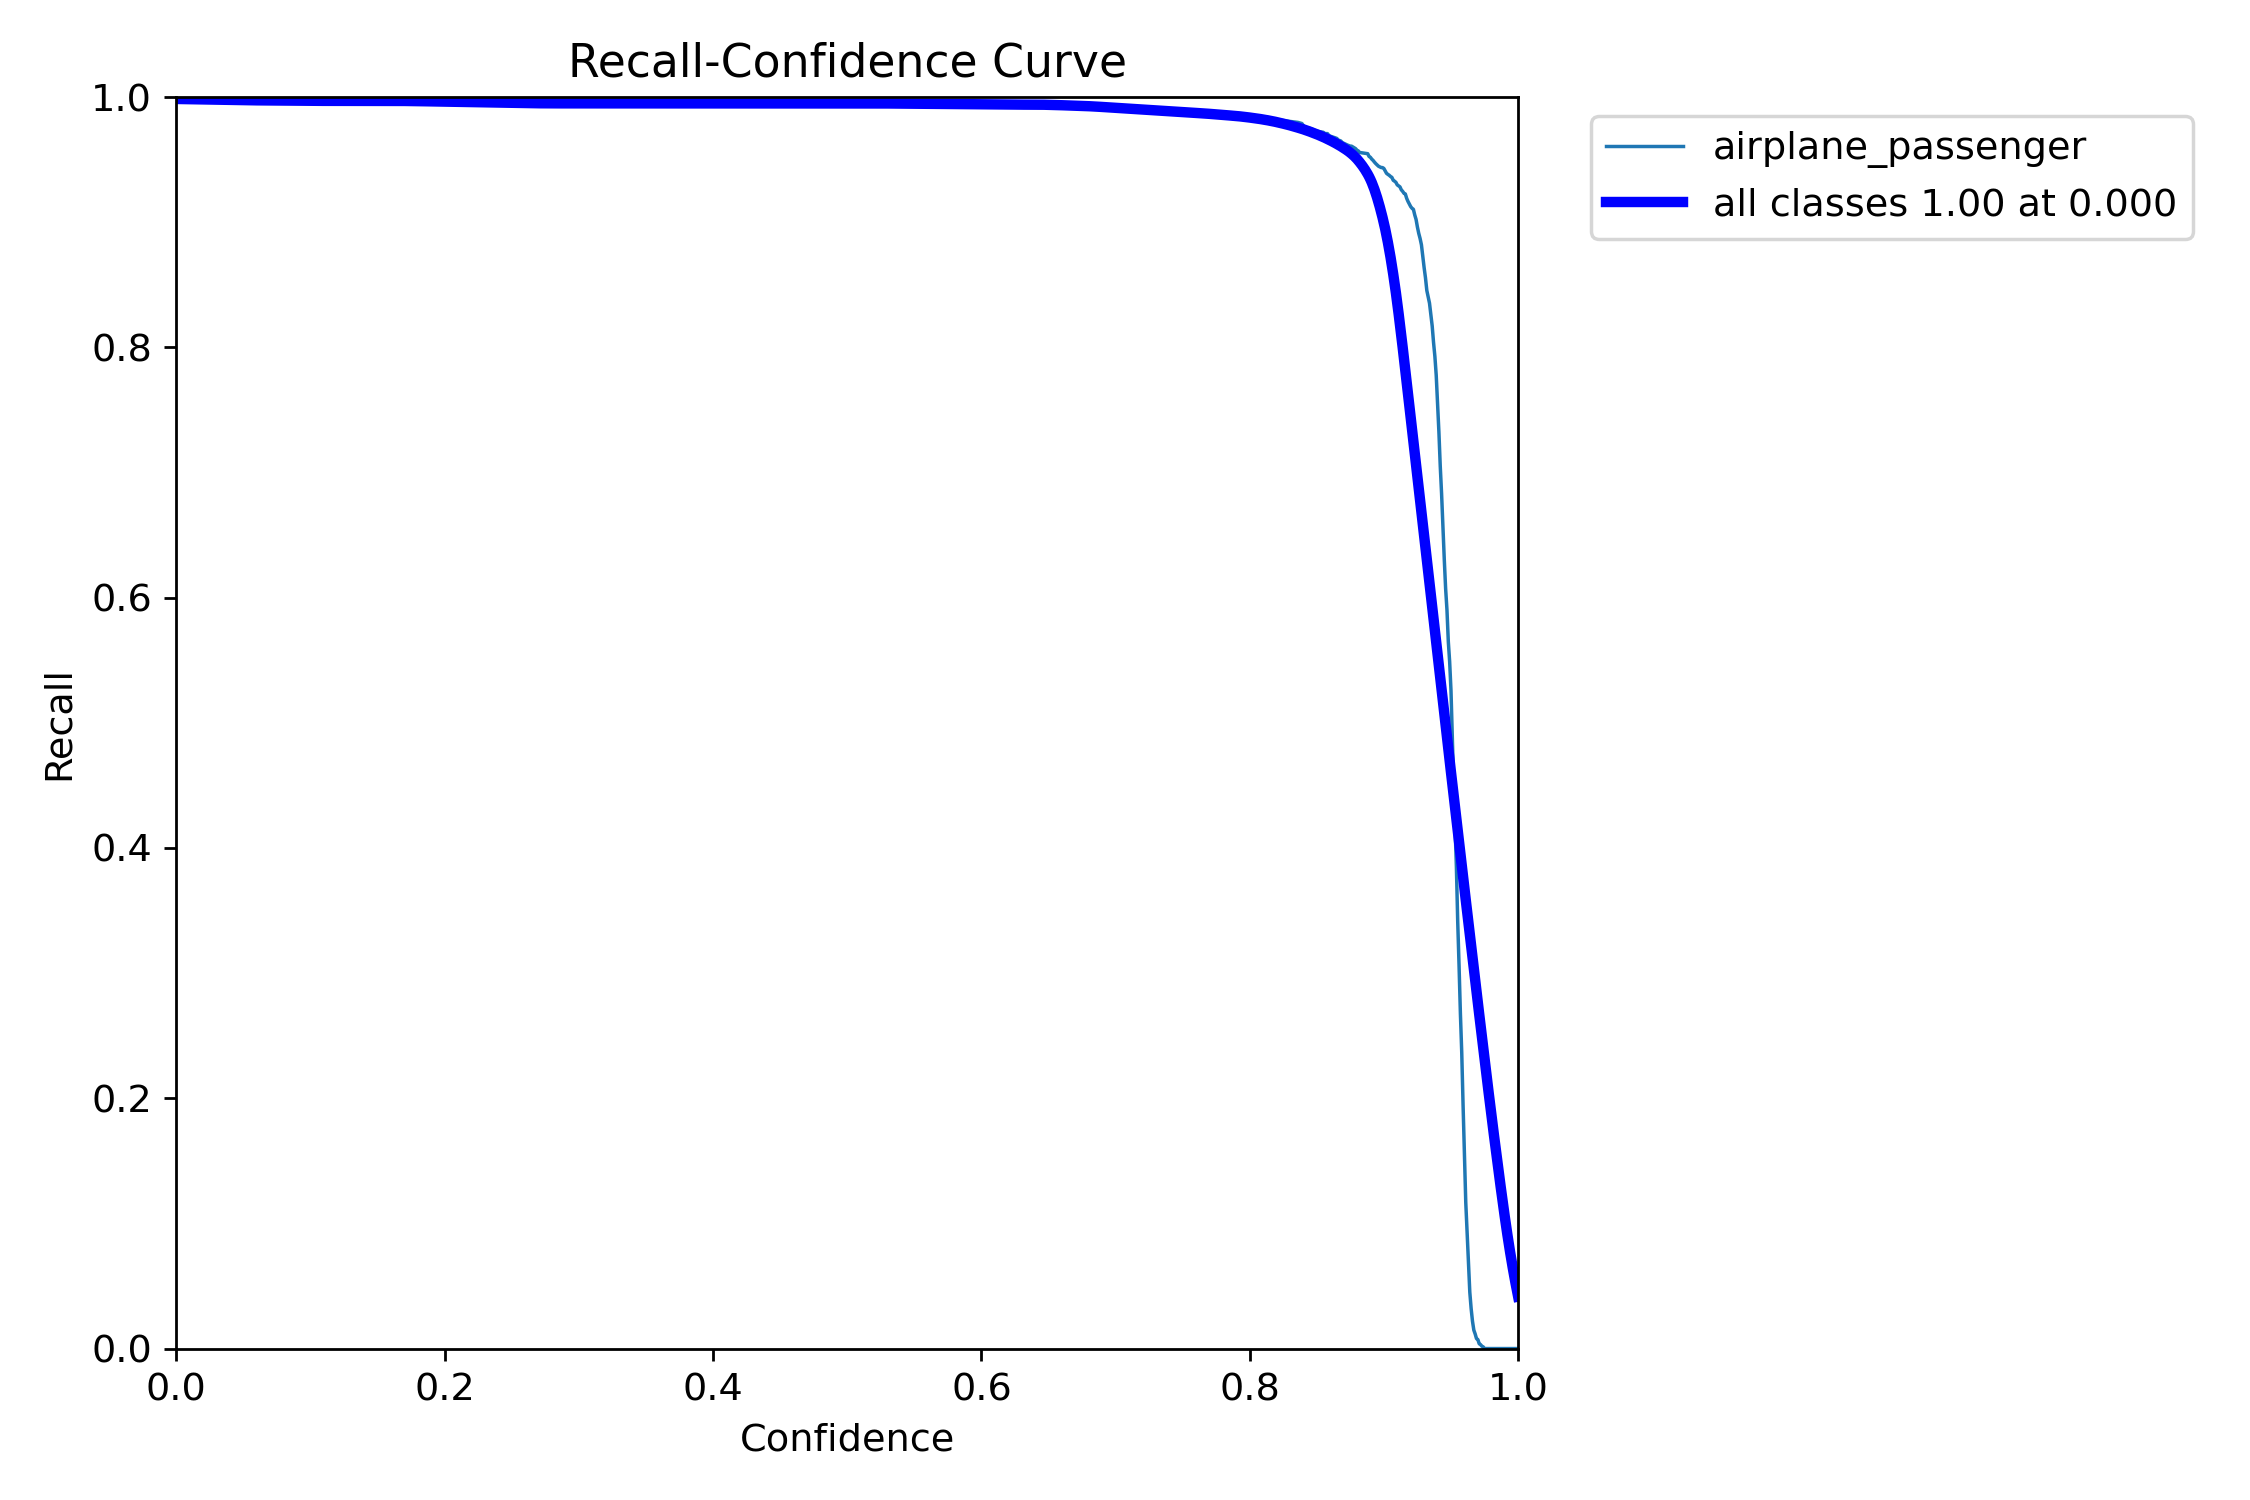 Recall-Confidence Curve
1.0
0.8
0.6
0.4
0.2
0.0
Recall
0.0 0.2 0.4 0.6 0.8 1.0
Confidence
airplane_passenger
all classes 1.00 at 0.000